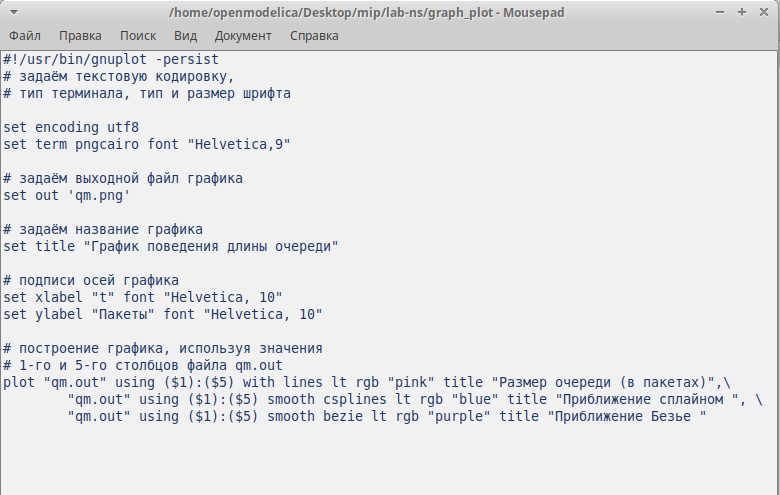 /home/openmodelica/Desktop/mip/lab-ns/graph_plot - Mousepad
Файл Правка Поиск Вид Документ Справка
#!/usr/bin/gnuplot -persist
# задаём текстовую кодировку,
# тип терминала, тип и размер шрифта
set encoding utf8
set term pngcairo font "Helvetica,9"
# задаём выходной файл графика
set out 'qm.png'
# задаём название графика
set title "График поведения длины очереди"
# подписи осей графика
set xlabel "t" font "Helvetica, 10"
set ylabel "Пакеты" font "Helvetica, 10"
# построение графика, используя значения
# 1-го и 5-го столбцов файла qm.out
plot "qm.out" using ($1):($5) with lines lt rgb "pink" title "Размер очереди (в пакетах)",\
        "qm.out" using ($1):($5) smooth csplines lt rgb "blue" title "Приближение сплайном ", \
        "qm.out" using ($1):($5) smooth bezie lt rgb "purple" title "Приближение Безье "